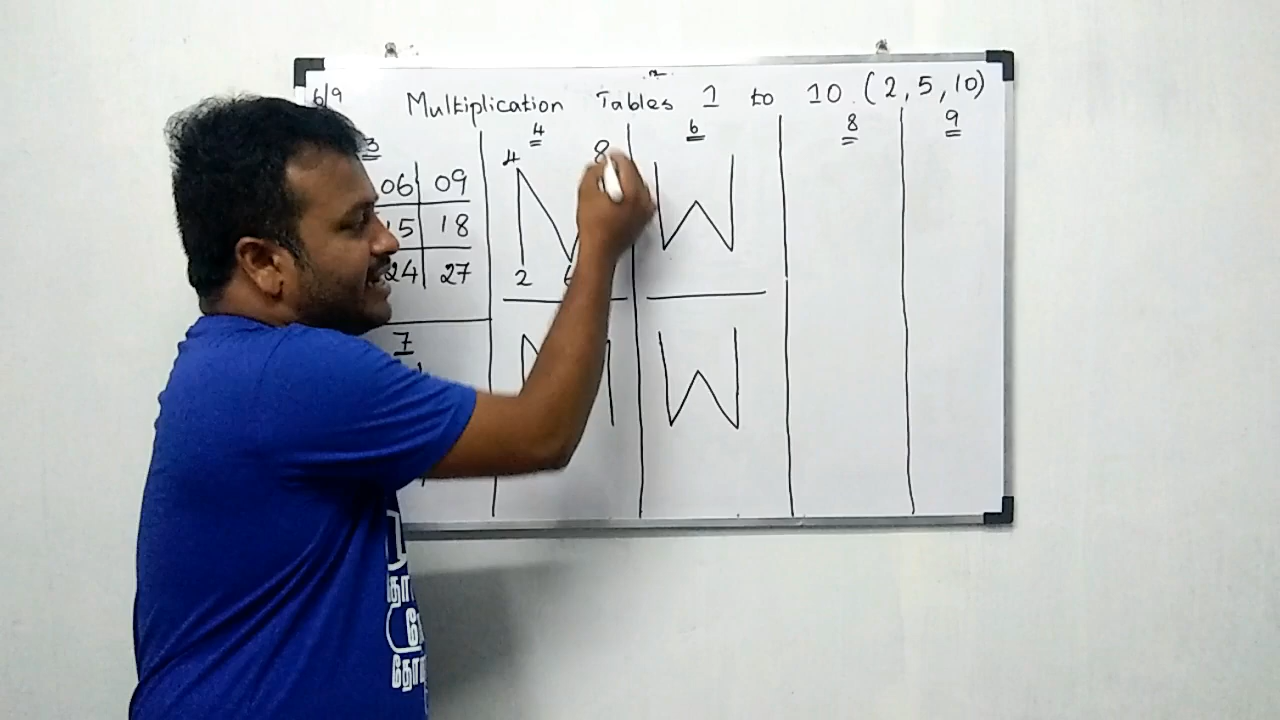 6/9
Multiplication Tables 1 to 10 . (2, 5, 10)
3 4 6 8 9
06 09
15 18
24 27
4 8
2 6
7
தோ
தோ